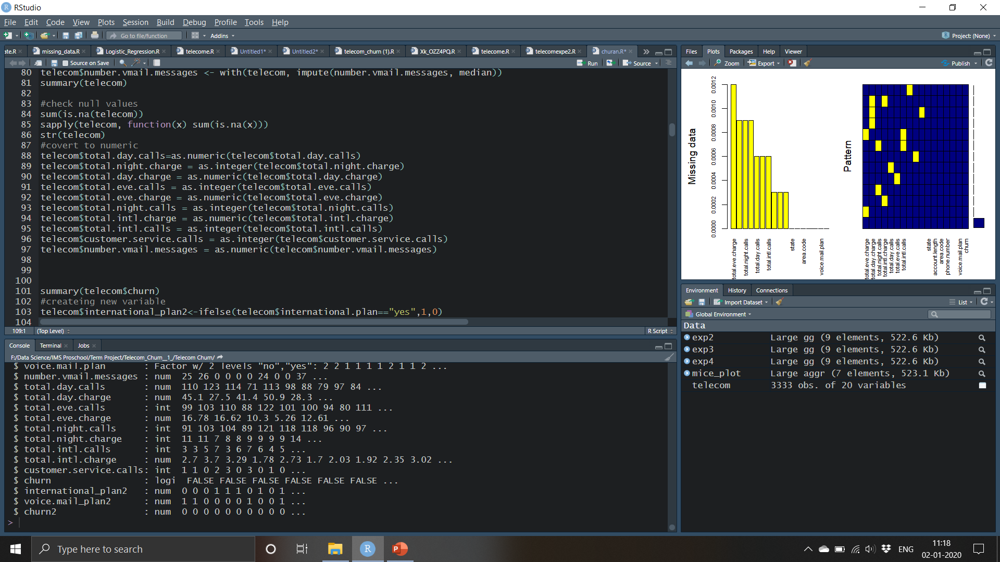 RStudio
File Edit Code View Plots Session Build Debug Profile Tools Help
Go to file/function Addins Project: (None)
ate.R missing_data.R Logistic_Regression.R telecome.R Untitled1* Untitled2* telecom_churn (1).R Xk_OZZ4PQ.R telecome.R telecomexpe2.R churan.R*
Source on Save Run Source
80 telecom$number.vmail.messages <- with(telecom, impute(number.vmail.messages, median))
81 summary(telecom)
82
83 #check null values
84 sum(is.na(telecom))
85 sapply(telecom, function(x) sum(is.na(x)))
86 str(telecom)
87 #covert to numeric
88 telecom$total.day.calls=as.numeric(telecom$total.day.calls)
89 telecom$total.night.charge = as.integer(telecom$total.night.charge)
90 telecom$total.day.charge = as.numeric(telecom$total.day.charge)
91 telecom$total.eve.calls = as.integer(telecom$total.eve.calls)
92 telecom$total.eve.charge = as.numeric(telecom$total.eve.charge)
93 telecom$total.night.calls = as.integer(telecom$total.night.calls)
94 telecom$total.intl.charge = as.numeric(telecom$total.intl.charge)
95 telecom$total.intl.calls = as.integer(telecom$total.intl.calls)
96 telecom$customer.service.calls = as.integer(telecom$customer.service.calls)
97 telecom$number.vmail.messages = as.numeric(telecom$number.vmail.messages)
98
99
100
101 summary(telecom$churn)
102 #createing new variable
103 telecom$international_plan2<-ifelse(telecom$international.plan=="yes",1,0)
104
109:1 (Top Level) R Script
Console Terminal Jobs
F:/Data Science/IMS Proschool/Term Project/Telecom_Churn__1_/Telecom Churn/
$ voice.mail.plan : Factor w/ 2 levels "no","yes": 2 2 1 1 1 1 2 1 1 2 ...
$ number.vmail.messages : num 25 26 0 0 0 0 24 0 0 37 ...
$ total.day.calls : num 110 123 114 71 113 98 88 79 97 84 ...
$ total.day.charge : num 45.1 27.5 41.4 50.9 28.3 ...
$ total.eve.calls : int 99 103 110 88 122 101 100 94 80 111 ...
$ total.eve.charge : num 16.78 16.62 10.3 5.26 12.61 ...
$ total.night.calls : int 91 103 104 89 121 118 118 96 90 97 ...
$ total.night.charge : int 11 11 7 8 8 9 9 9 9 14 ...
$ total.intl.calls : int 3 3 5 7 3 6 7 6 4 5 ...
$ total.intl.charge : num 2.7 3.7 3.29 1.78 2.73 1.7 2.03 1.92 2.35 3.02 ...
$ customer.service.calls: int 1 1 0 2 3 0 3 0 1 0 ...
$ churn : logi FALSE FALSE FALSE FALSE FALSE FALSE ...
$ international_plan2 : num 0 0 0 1 1 1 0 1 0 1 ...
$ voice.mail_plan2 : num 1 1 0 0 0 0 1 0 0 1 ...
$ churn2 : num 0 0 0 0 0 0 0 0 0 0 ...
>
Files Plots Packages Help Viewer
Zoom Export Publish
Missing data
0.0000 0.0002 0.0004 0.0006 0.0008 0.0010 0.0012
total.eve.charge total.night.calls total.day.calls total.intl.calls state area.code voice.mail.plan
Pattern
total.eve.charge total.day.charge total.night.calls total.intl.charge total.day.calls total.eve.calls total.intl.calls state account.length area.code phone.number voice.mail.plan churn
Environment History Connections
Import Dataset List
Global Environment
Data
exp2 Large gg (9 elements, 522.6 Kb)
exp3 Large gg (9 elements, 522.6 Kb)
exp4 Large gg (9 elements, 522.6 Kb)
mice_plot Large aggr (7 elements, 523.1 Kb)
telecom 3333 obs. of 20 variables
Type here to search
ENG
11:18
02-01-2020